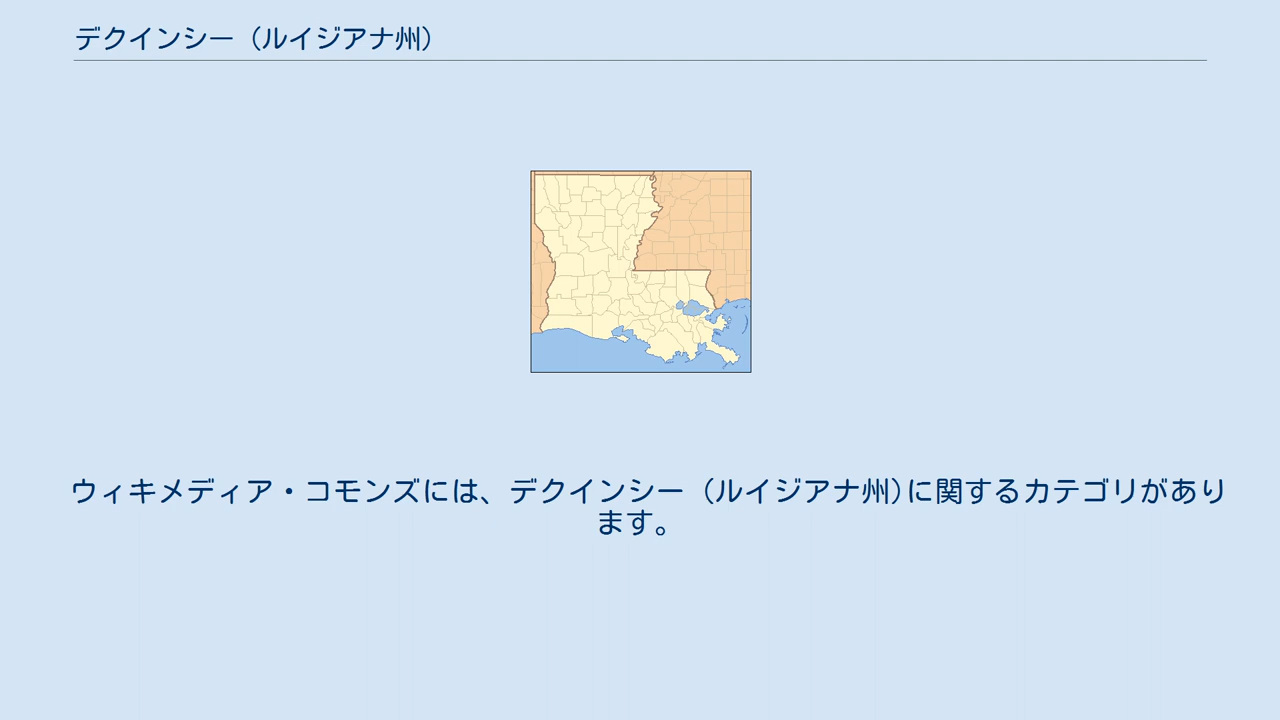 デクインシー (ルイジアナ州)
ウィキメディア・コモンズには、デクインシー (ルイジアナ州)に関するカテゴリがあり
ます。